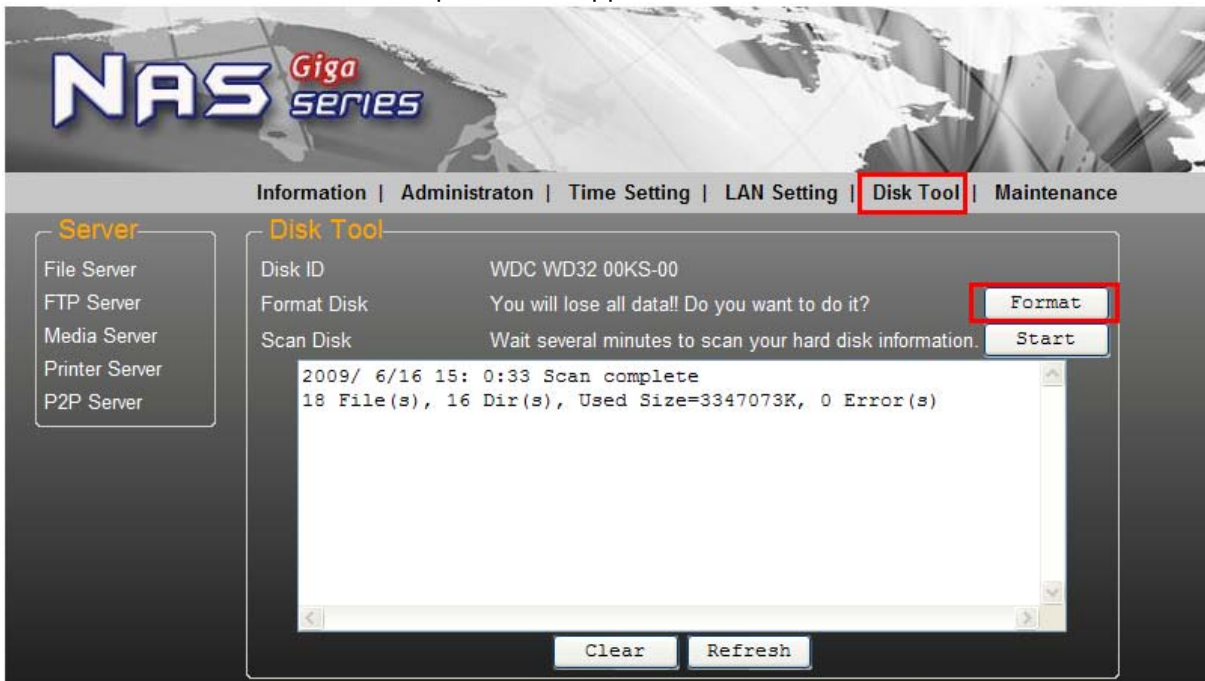 NAS Giga series
Information | Administraton | Time Setting | LAN Setting | Disk Tool | Maintenance
Server
File Server
FTP Server
Media Server
Printer Server
P2P Server
Disk Tool
Disk ID WDC WD32 00KS-00
Format Disk You will lose all data!! Do you want to do it? Format
Scan Disk Wait several minutes to scan your hard disk information. Start
2009/ 6/16 15: 0:33 Scan complete
18 File(s), 16 Dir(s), Used Size=3347073K, 0 Error(s)
Clear Refresh